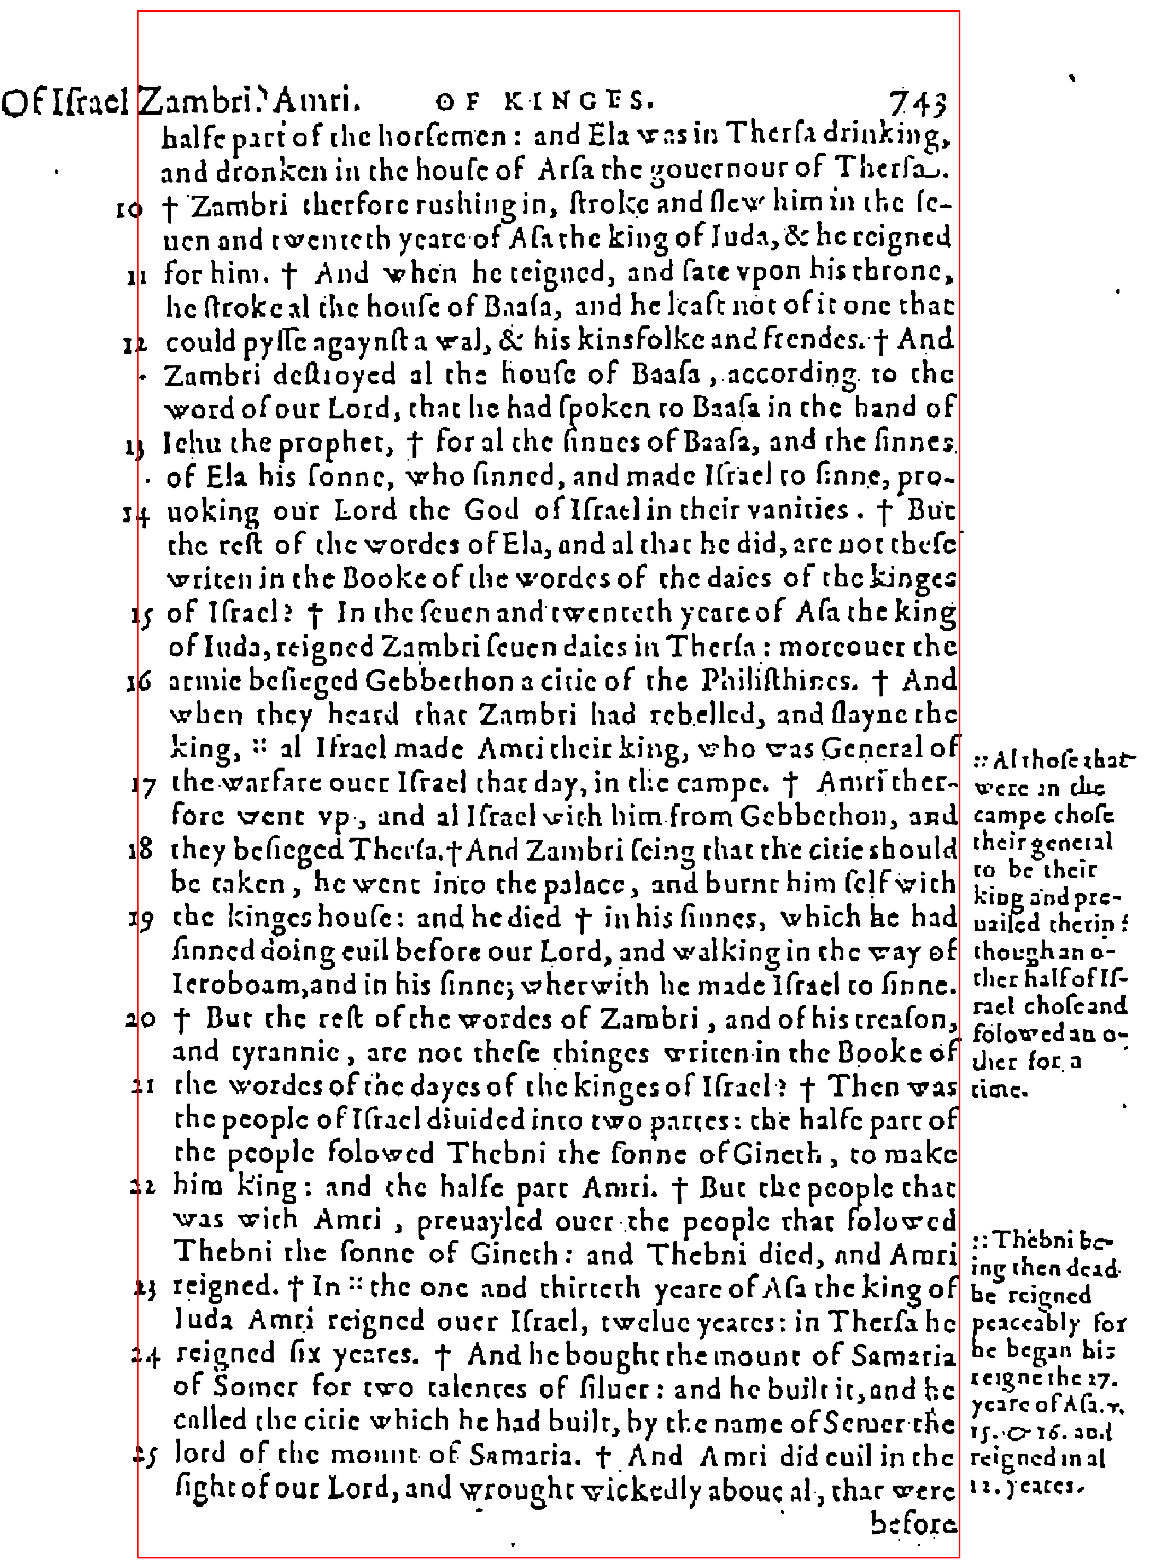 Of Iſrael Zambri. Amri. OF KINGES. 743
halfe part of the horſemen: and Ela was in Therſa drinking,
and dronken in the houſe of Arſa the gouernour of Therſa.
10 † Zambri therfore rushing in, ſtroke and ſlew him in the ſe-
uen and twenteth yeare of Aſa the king of Iuda, & he reigned
11 for him. † And when he reigned, and ſate vpon his throne,
he ſtroke al the houſe of Baaſa, and he leaft not of it one that
12 could pyſſe agaynſt a wal, & his kinsfolke and frendes. † And
Zambri deſtroyed al the houſe of Baaſa, according to the
word of our Lord, that he had ſpoken to Baaſa in the hand of
13 Iehu the prophet, † for al the ſinnes of Baaſa, and the ſinnes
of Ela his ſonne, who ſinned, and made Iſrael to ſinne, pro-
14 uoking our Lord the God of Iſrael in their vanities. † But
the reſt of the wordes of Ela, and al that he did, are not theſe
writen in the Booke of the wordes of the daies of the kinges
15 of Iſrael? † In the ſeuen and twenteth yeare of Aſa the king
of Iuda, reigned Zambri ſeuen daies in Therſa: moreouer the
16 armie beſieged Gebbethon a citie of the Philiſthines. † And
when they heard that Zambri had rebelled, and ſlayne the
king, :: al Iſrael made Amri their king, who was General of
17 the warfare ouer Iſrael that day, in the campe. † Amri ther-
fore went vp, and al Iſrael with him from Gebbethon, and
18 they beſieged Therſa. † And Zambri ſeing that the citie should
be taken, he went into the palace, and burnt him ſelf with
19 the kinges houſe: and he died † in his ſinnes, which he had
ſinned doing euil before our Lord, and walking in the way of
Ieroboam, and in his ſinne, wherwith he made Iſrael to ſinne.
20 † But the reſt of the wordes of Zambri, and of his treaſon,
and tyrannie, are not theſe thinges writen in the Booke of
21 the wordes of the dayes of the kinges of Iſrael? † Then was
the people of Iſrael diuided into two partes: the halfe part of
the people folowed Thebni the ſonne of Gineth, to make
22 him king: and the halfe part Amri. † But the people that
was with Amri, preuayled ouer the people that folowed
Thebni the ſonne of Gineth: and Thebni died, and Amri
23 reigned. † In :: the one and thirteth yeare of Aſa the king of
Iuda Amri reigned ouer Iſrael, twelue yeares: in Therſa he
24 reigned ſix yeares. † And he bought the mount of Samaria
of Somer for two talentes of ſiluer: and he built it, and he
called the citie which he had built, by the name of Semer the
25 lord of the mount of Samaria. † And Amri did euil in the
ſight of our Lord, and wrought wickedly aboue al, that were
before
:: Al thoſe that
were in the
campe choſe
their general
to be their
king and pre-
uailed therin:
though an o-
ther half of Iſ-
rael choſe and
folowed an o-
ther for a
time.
:: Thebni be-
ing then dead
he reigned
peaceably for
he began his
reigne the 27.
yeare of Aſa. v.
15. & 16. and
reigned in al
12. yeares.